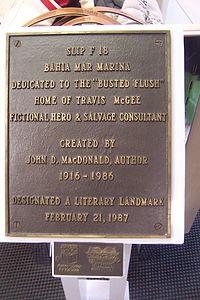 SLIP F 18
BAHIA MAR MARINA
DEDICATED TO THE "BUSTED FLUSH"
HOME OF TRAVIS McGEE
FICTIONAL HERO & SALVAGE CONSULTANT
CREATED BY
JOHN D. MACDONALD, AUTHOR
1916 - 1986
DESIGNATED A LITERARY LANDMARK
FEBRUARY 21, 1987